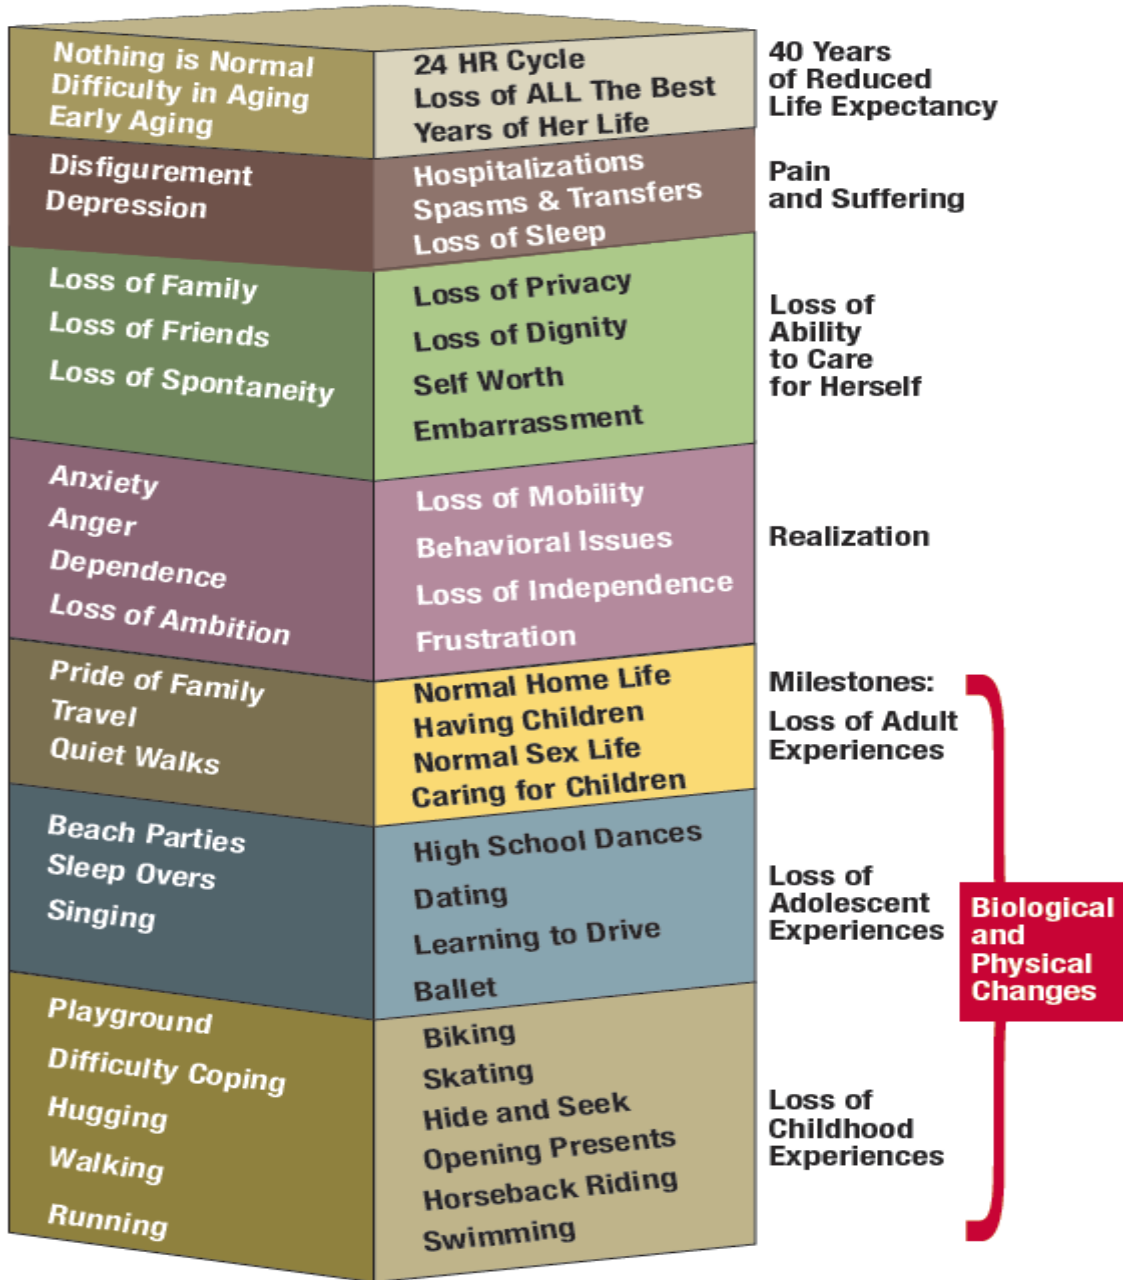 Nothing is Normal
Difficulty in Aging
Early Aging
24 HR Cycle
Loss of ALL The Best
Years of Her Life
40 Years
of Reduced
Life Expectancy
Disfigurement
Depression
Hospitalizations
Spasms & Transfers
Loss of Sleep
Pain
and Suffering
Loss of Family
Loss of Friends
Loss of Spontaneity
Loss of Privacy
Loss of Dignity
Self Worth
Embarrassment
Loss of
Ability
to Care
for Herself
Anxiety
Anger
Dependence
Loss of Ambition
Loss of Mobility
Behavioral Issues
Loss of Independence
Frustration
Realization
Pride of Family
Travel
Quiet Walks
Normal Home Life
Having Children
Normal Sex Life
Caring for Children
Milestones:
Loss of Adult
Experiences
Beach Parties
Sleep Overs
Singing
High School Dances
Dating
Learning to Drive
Ballet
Loss of
Adolescent
Experiences
Biological
and
Physical
Changes
Playground
Difficulty Coping
Hugging
Walking
Running
Biking
Skating
Hide and Seek
Opening Presents
Horseback Riding
Swimming
Loss of
Childhood
Experiences